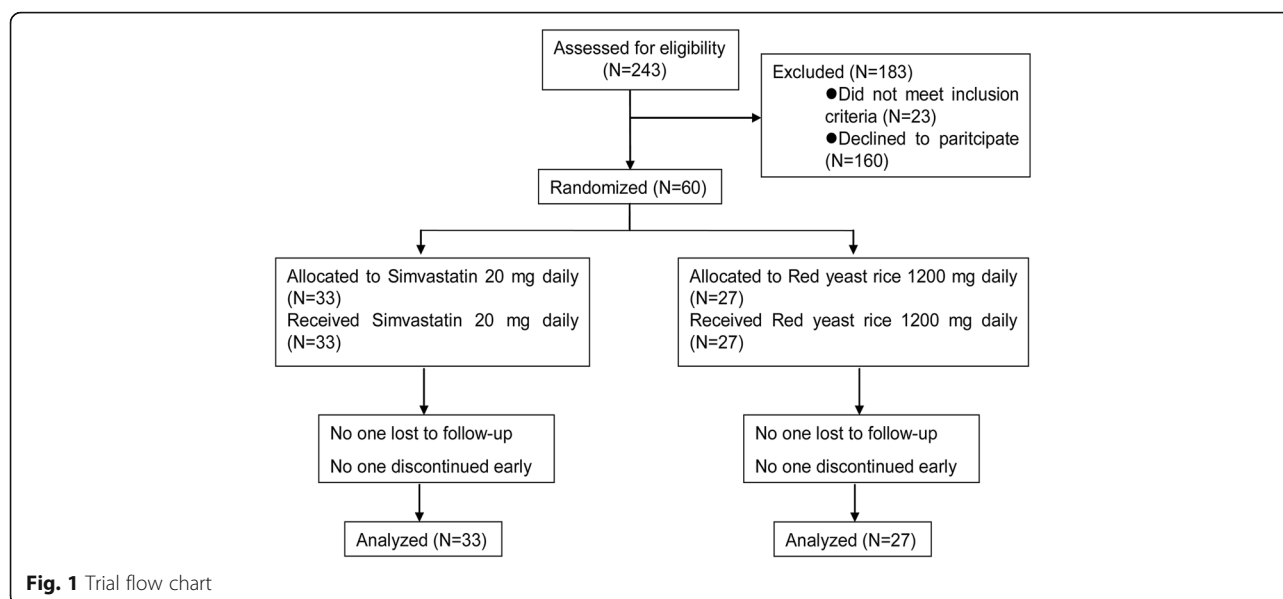 Assessed for eligibility
(N=243)
Excluded (N=183)
●Did not meet inclusion
criteria (N=23)
●Declined to paritcipate
(N=160)
Randomized (N=60)
Allocated to Simvastatin 20 mg daily
(N=33)
Received Simvastatin 20 mg daily
(N=33)
Allocated to Red yeast rice 1200 mg daily
(N=27)
Received Red yeast rice 1200 mg daily
(N=27)
No one lost to follow-up
No one discontinued early
No one lost to follow-up
No one discontinued early
Analyzed (N=33)
Analyzed (N=27)
Fig. 1 Trial flow chart